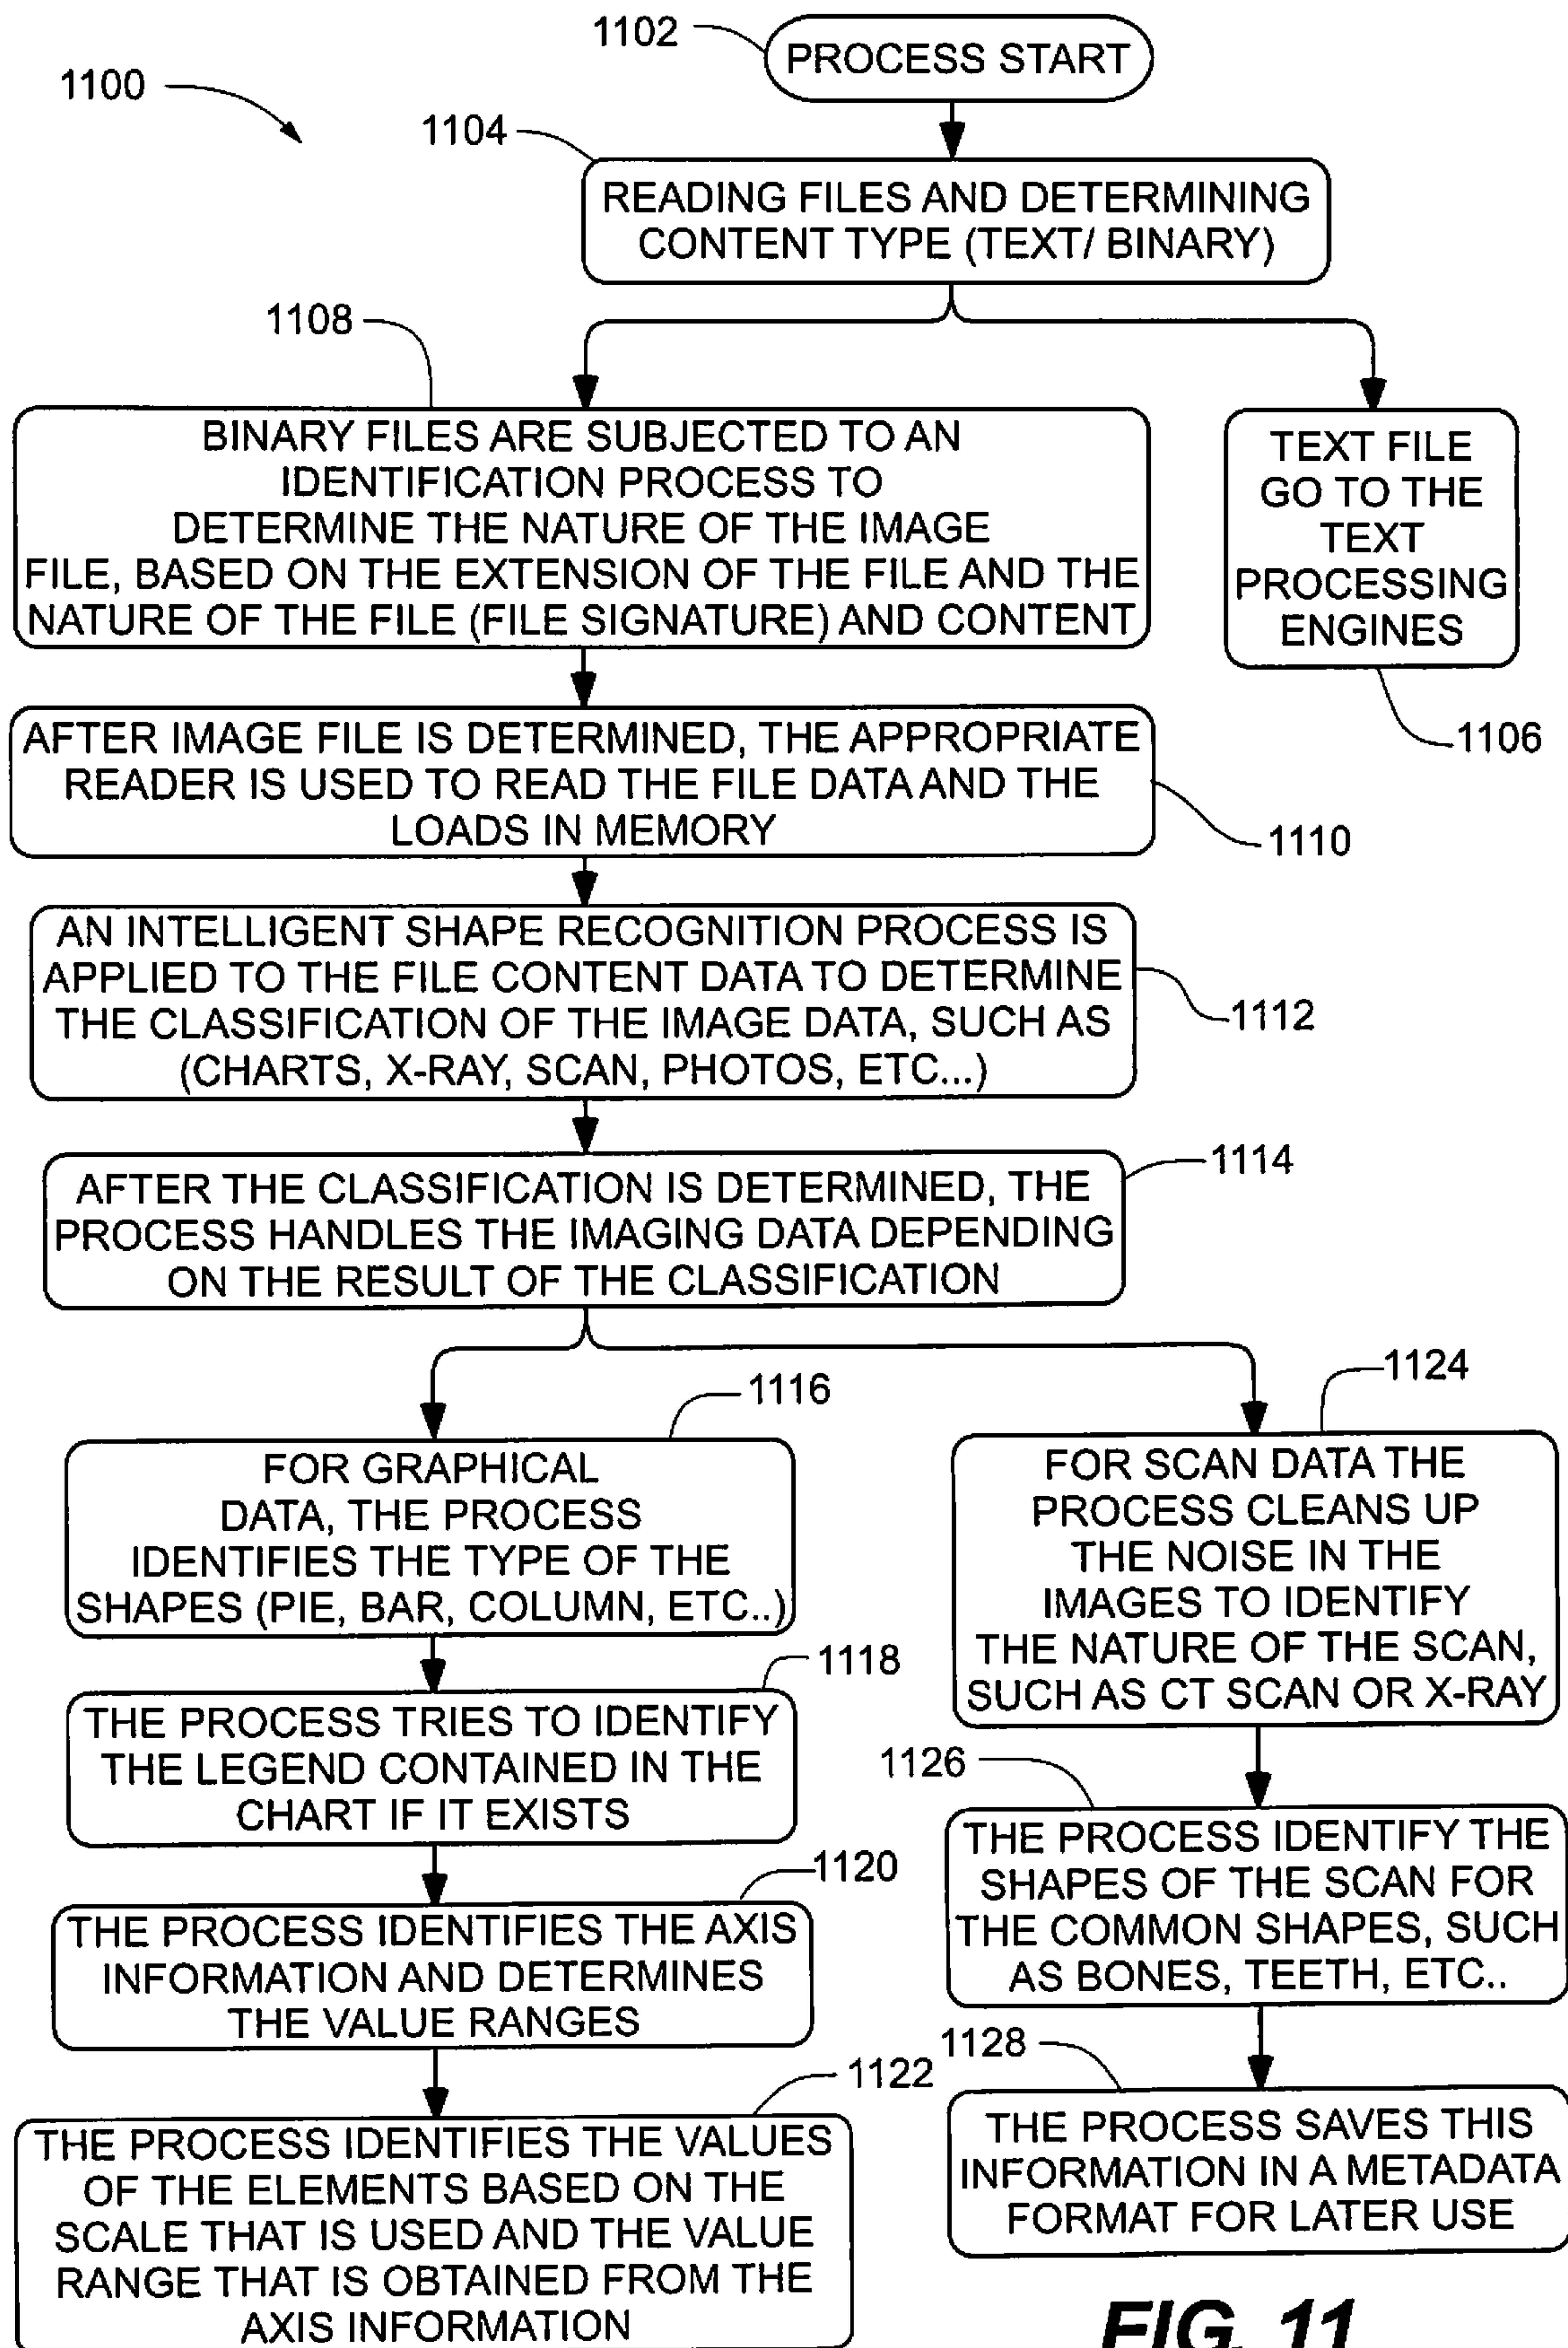 1102
PROCESS START
1100
1104
READING FILES AND DETERMINING
CONTENT TYPE (TEXT/ BINARY)
1108
BINARY FILES ARE SUBJECTED TO AN
IDENTIFICATION PROCESS TO
DETERMINE THE NATURE OF THE IMAGE
FILE, BASED ON THE EXTENSION OF THE FILE AND THE
NATURE OF THE FILE (FILE SIGNATURE) AND CONTENT
TEXT FILE
GO TO THE
TEXT
PROCESSING
ENGINES
1106
AFTER IMAGE FILE IS DETERMINED, THE APPROPRIATE
READER IS USED TO READ THE FILE DATA AND THE
LOADS IN MEMORY
1110
AN INTELLIGENT SHAPE RECOGNITION PROCESS IS
APPLIED TO THE FILE CONTENT DATA TO DETERMINE
THE CLASSIFICATION OF THE IMAGE DATA, SUCH AS
(CHARTS, X-RAY, SCAN, PHOTOS, ETC...)
1112
1114
AFTER THE CLASSIFICATION IS DETERMINED, THE
PROCESS HANDLES THE IMAGING DATA DEPENDING
ON THE RESULT OF THE CLASSIFICATION
1116
FOR GRAPHICAL
DATA, THE PROCESS
IDENTIFIES THE TYPE OF THE
SHAPES (PIE, BAR, COLUMN, ETC..)
1118
THE PROCESS TRIES TO IDENTIFY
THE LEGEND CONTAINED IN THE
CHART IF IT EXISTS
1120
THE PROCESS IDENTIFIES THE AXIS
INFORMATION AND DETERMINES
THE VALUE RANGES
1122
THE PROCESS IDENTIFIES THE VALUES
OF THE ELEMENTS BASED ON THE
SCALE THAT IS USED AND THE VALUE
RANGE THAT IS OBTAINED FROM THE
AXIS INFORMATION
1124
FOR SCAN DATA THE
PROCESS CLEANS UP
THE NOISE IN THE
IMAGES TO IDENTIFY
THE NATURE OF THE SCAN,
SUCH AS CT SCAN OR X-RAY
1126
THE PROCESS IDENTIFY THE
SHAPES OF THE SCAN FOR
THE COMMON SHAPES, SUCH
AS BONES, TEETH, ETC..
1128
THE PROCESS SAVES THIS
INFORMATION IN A METADATA
FORMAT FOR LATER USE
FIG. 11